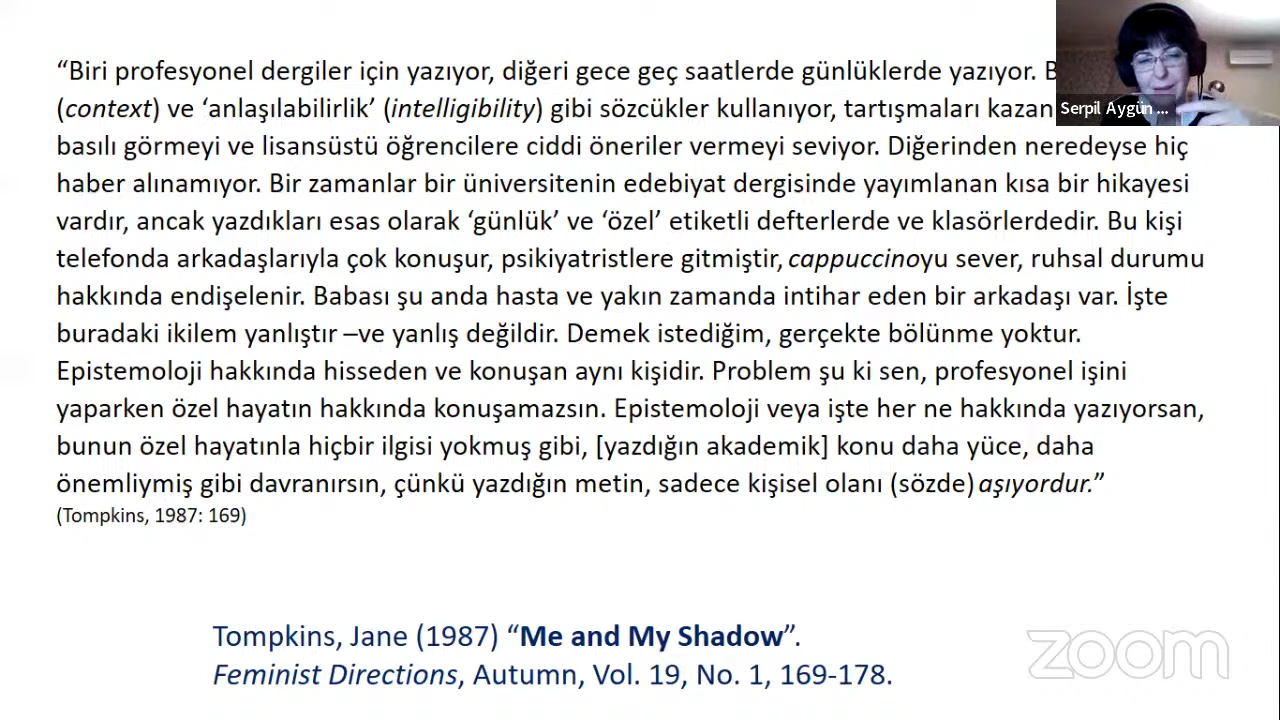 “Biri profesyonel dergiler için yazıyor, diğeri gece geç saatlerde günlüklerde yazıyor.
(context) ve ‘anlaşılabilirlik’ (intelligibility) gibi sözcükler kullanıyor, tartışmaları
basılı görmeyi ve lisansüstü öğrencilere ciddi öneriler vermeyi seviyor. Diğerinden neredeyse hiç
haber alınamıyor. Bir zamanlar bir üniversitenin edebiyat dergisinde yayımlanan kısa bir hikayesi
vardır, ancak yazdıkları esas olarak ‘günlük’ ve ‘özel’ etiketli defterlerde ve klasörlerdedir. Bu kişi
telefonda arkadaşlarıyla çok konuşur, psikiyatristlere gitmiştir, cappuccinoyu sever, ruhsal durumu
hakkında endişelenir. Babası şu anda hasta ve yakın zamanda intihar eden bir arkadaşı var. İşte
buradaki ikilem yanlıştır –ve yanlış değildir. Demek istediğim, gerçekte bölünme yoktur.
Epistemoloji hakkında hisseden ve konuşan aynı kişidir. Problem şu ki sen, profesyonel işini
yaparken özel hayatın hakkında konuşamazsın. Epistemoloji veya işte her ne hakkında yazıyorsan,
bunun özel hayatınla hiçbir ilgisi yokmuş gibi, [yazdığın akademik] konu daha yüce, daha
önemliymiş gibi davranırsın, çünkü yazdığın metin, sadece kişisel olanı (sözde) aşıyordur.”
(Tompkins, 1987: 169)
Tompkins, Jane (1987) “Me and My Shadow”.
Feminist Directions, Autumn, Vol. 19, No. 1, 169-178.
Serpil Aygün ...
zoom